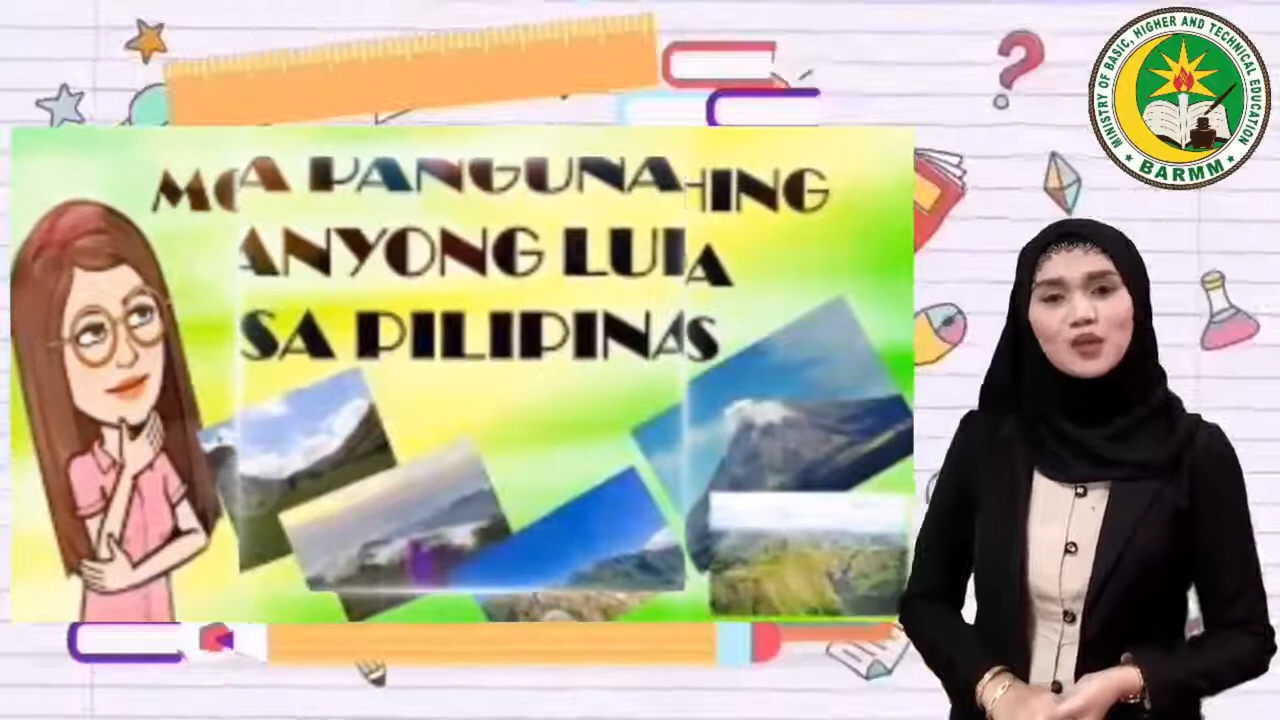 MGA PANGUNAHING
ANYONG LUPA
SA PILIPINAS
MINISTRY OF BASIC, HIGHER AND TECHNICAL EDUCATION
BARMM